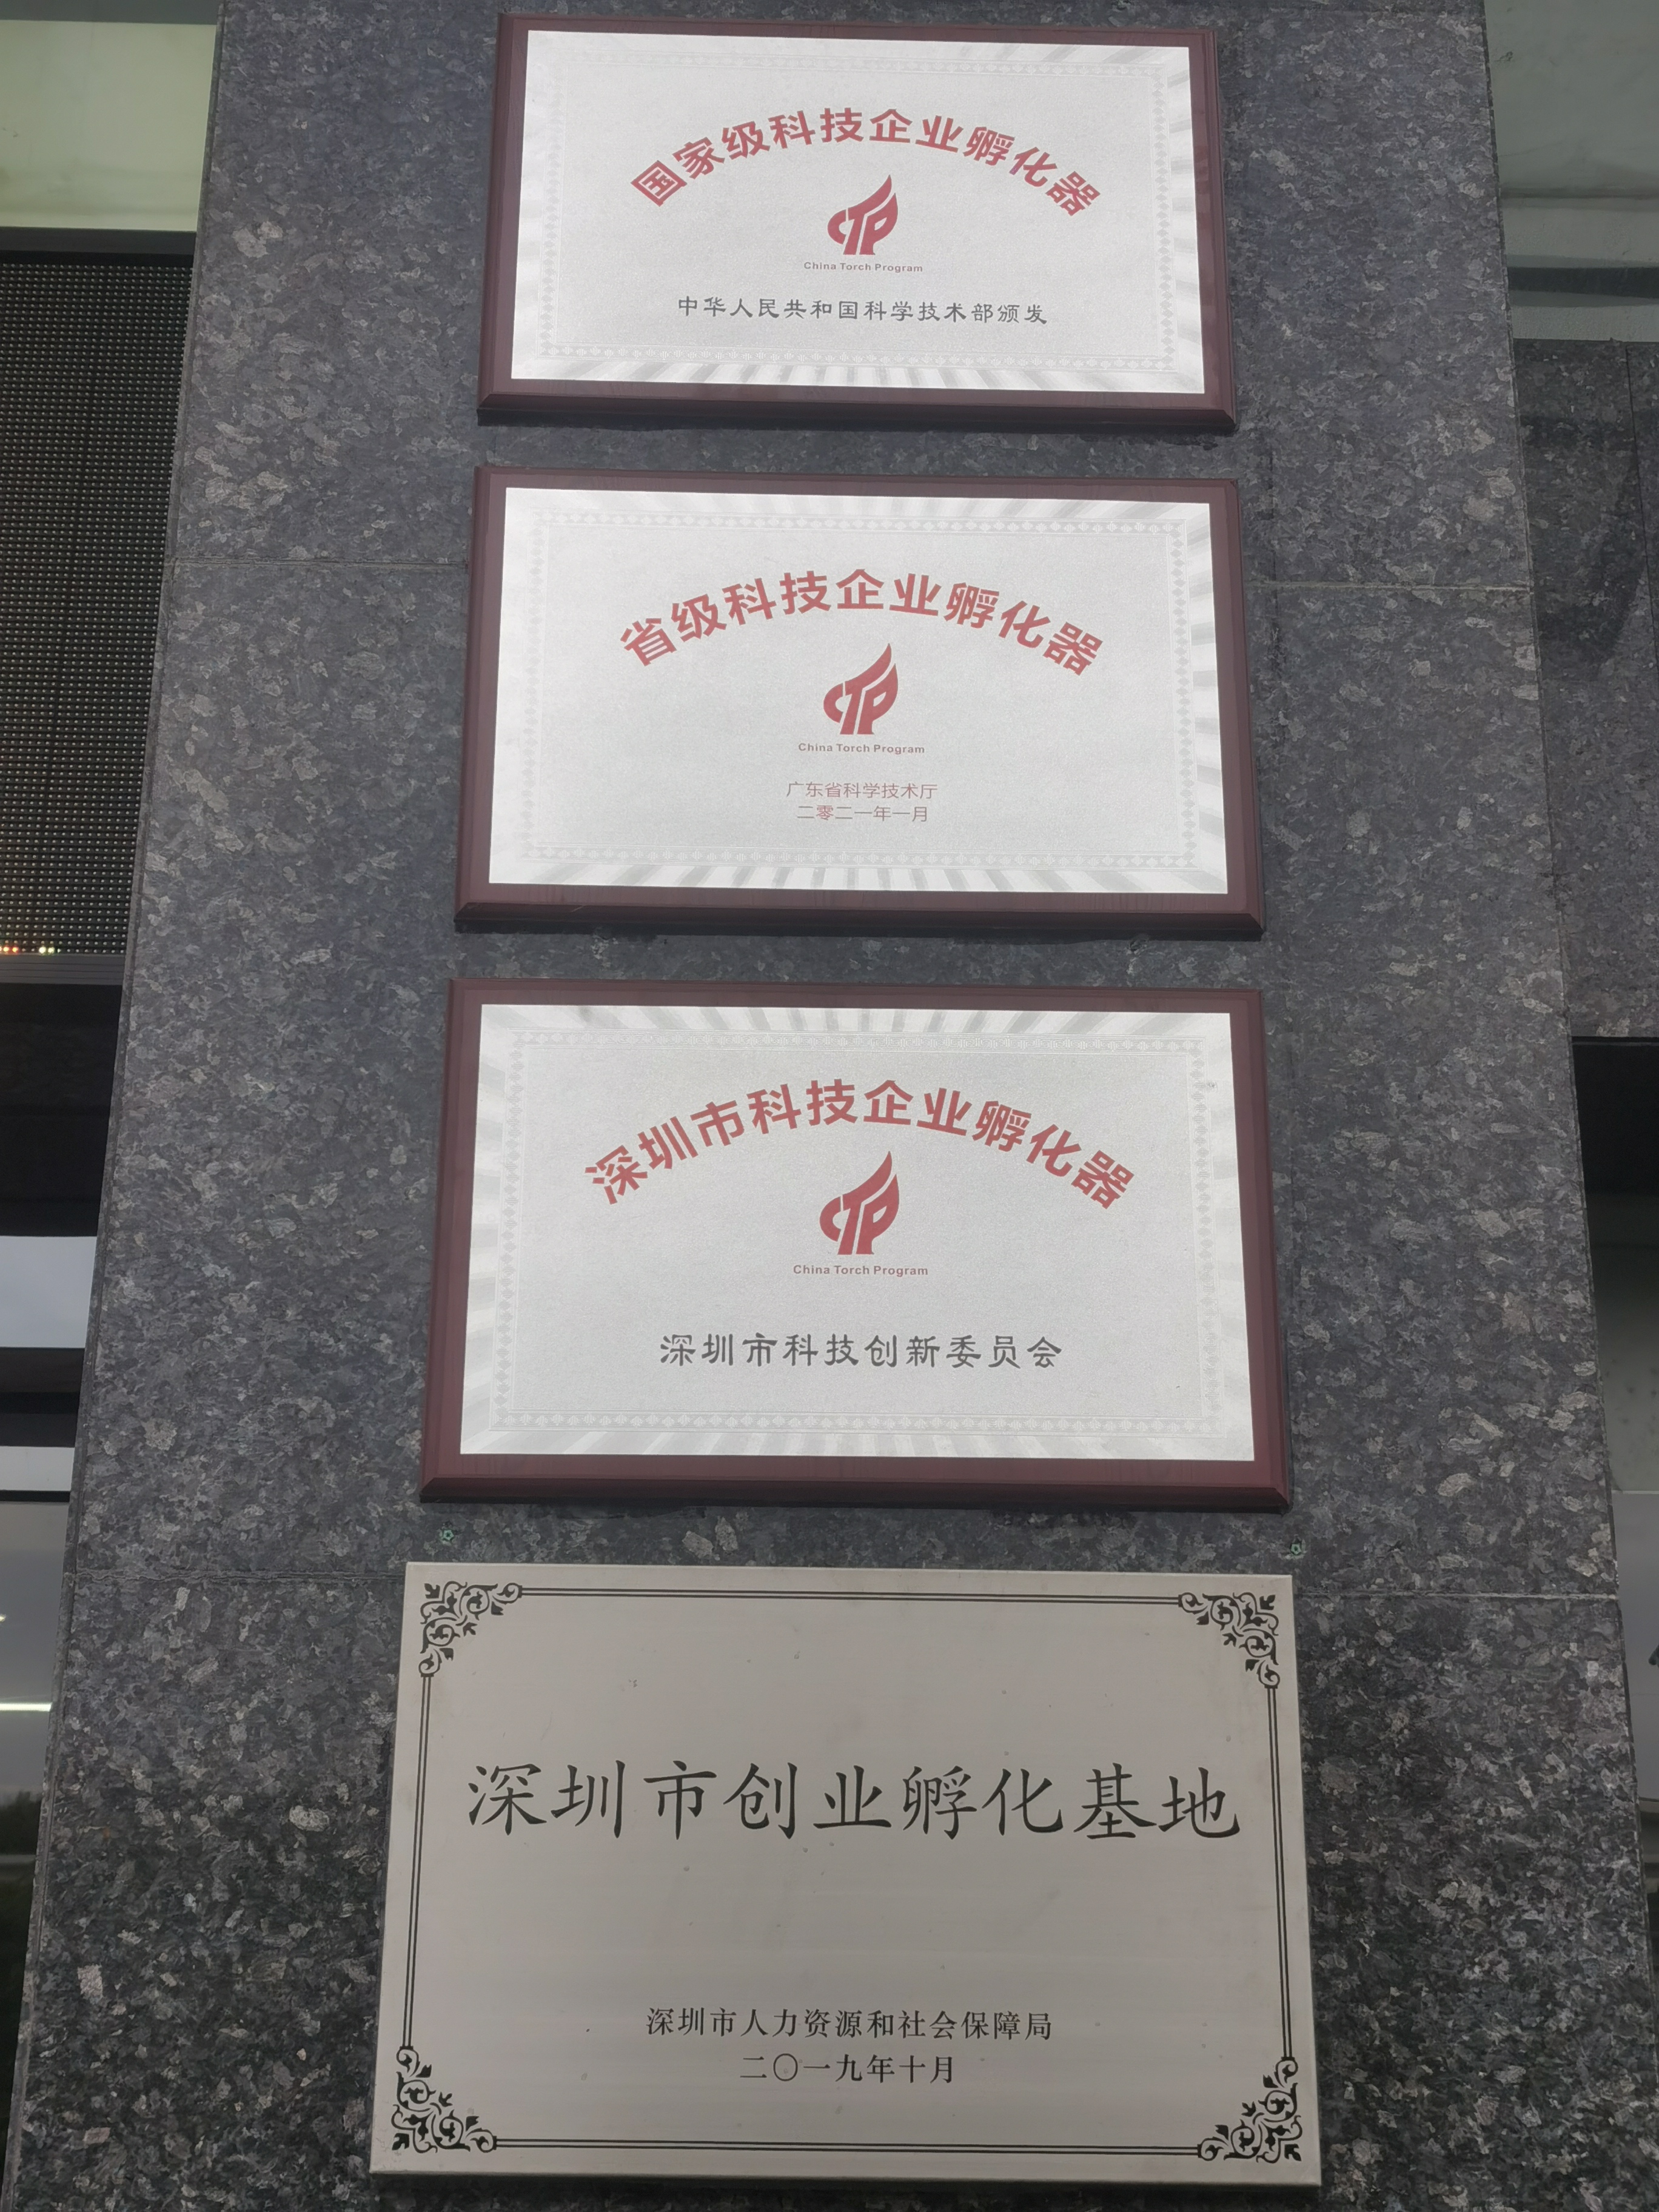 国家级科技企业孵化器
CTP
China Torch Program
中华人民共和国科学技术部颁发
省级科技企业孵化器
CTP
China Torch Program
广东省科学技术厅
二零二一年一月
深圳市科技企业孵化器
CTP
China Torch Program
深圳市科技创新委员会
深圳市创业孵化基地
深圳市人力资源和社会保障局
二〇一九年十月